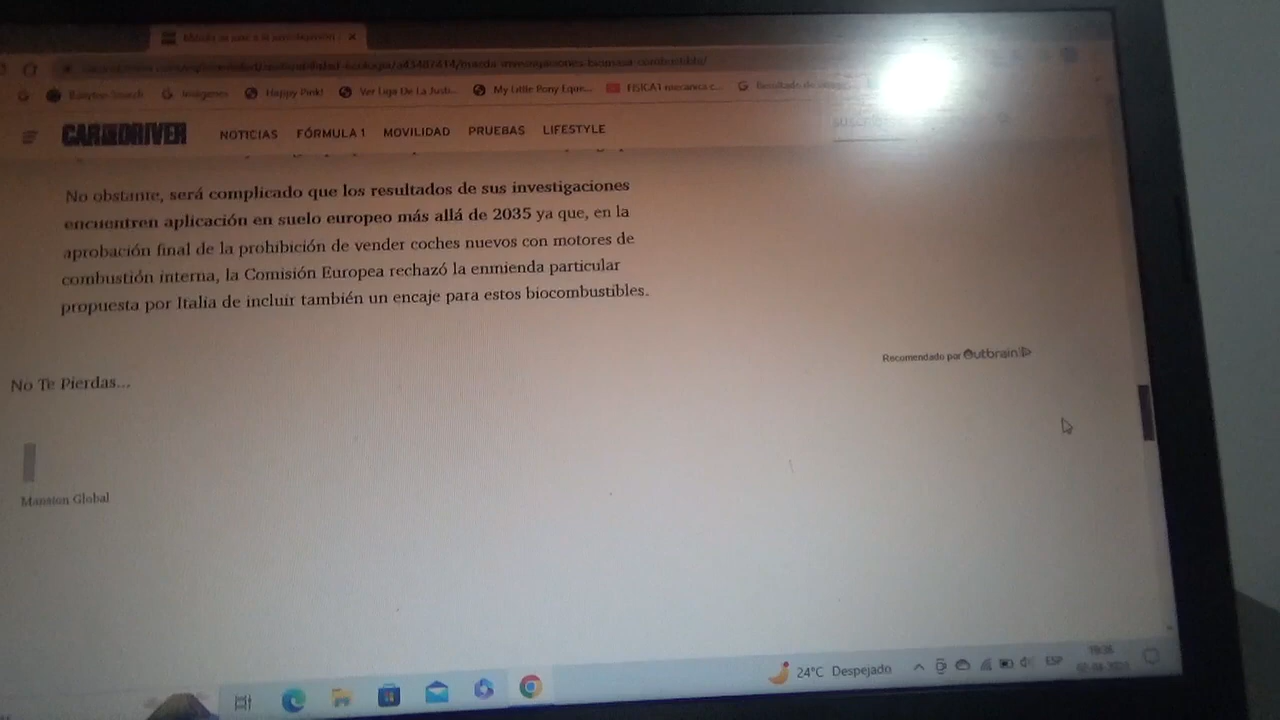 Imágenes
Happy Pink!
Ver Liga De La Justi...
My Little Pony Eque...
FISICA1 mecanica c...
CAR AND DRIVER
NOTICIAS
FÓRMULA 1
MOVILIDAD
PRUEBAS
LIFESTYLE
No obstante, será complicado que los resultados de sus investigaciones
encuentren aplicación en suelo europeo más allá de 2035 ya que, en la
aprobación final de la prohibición de vender coches nuevos con motores de
combustión interna, la Comisión Europea rechazó la enmienda particular
propuesta por Italia de incluir también un encaje para estos biocombustibles.
Recomendado por Outbrain
No Te Pierdas...
Mansion Global
24°C Despejado
ESP